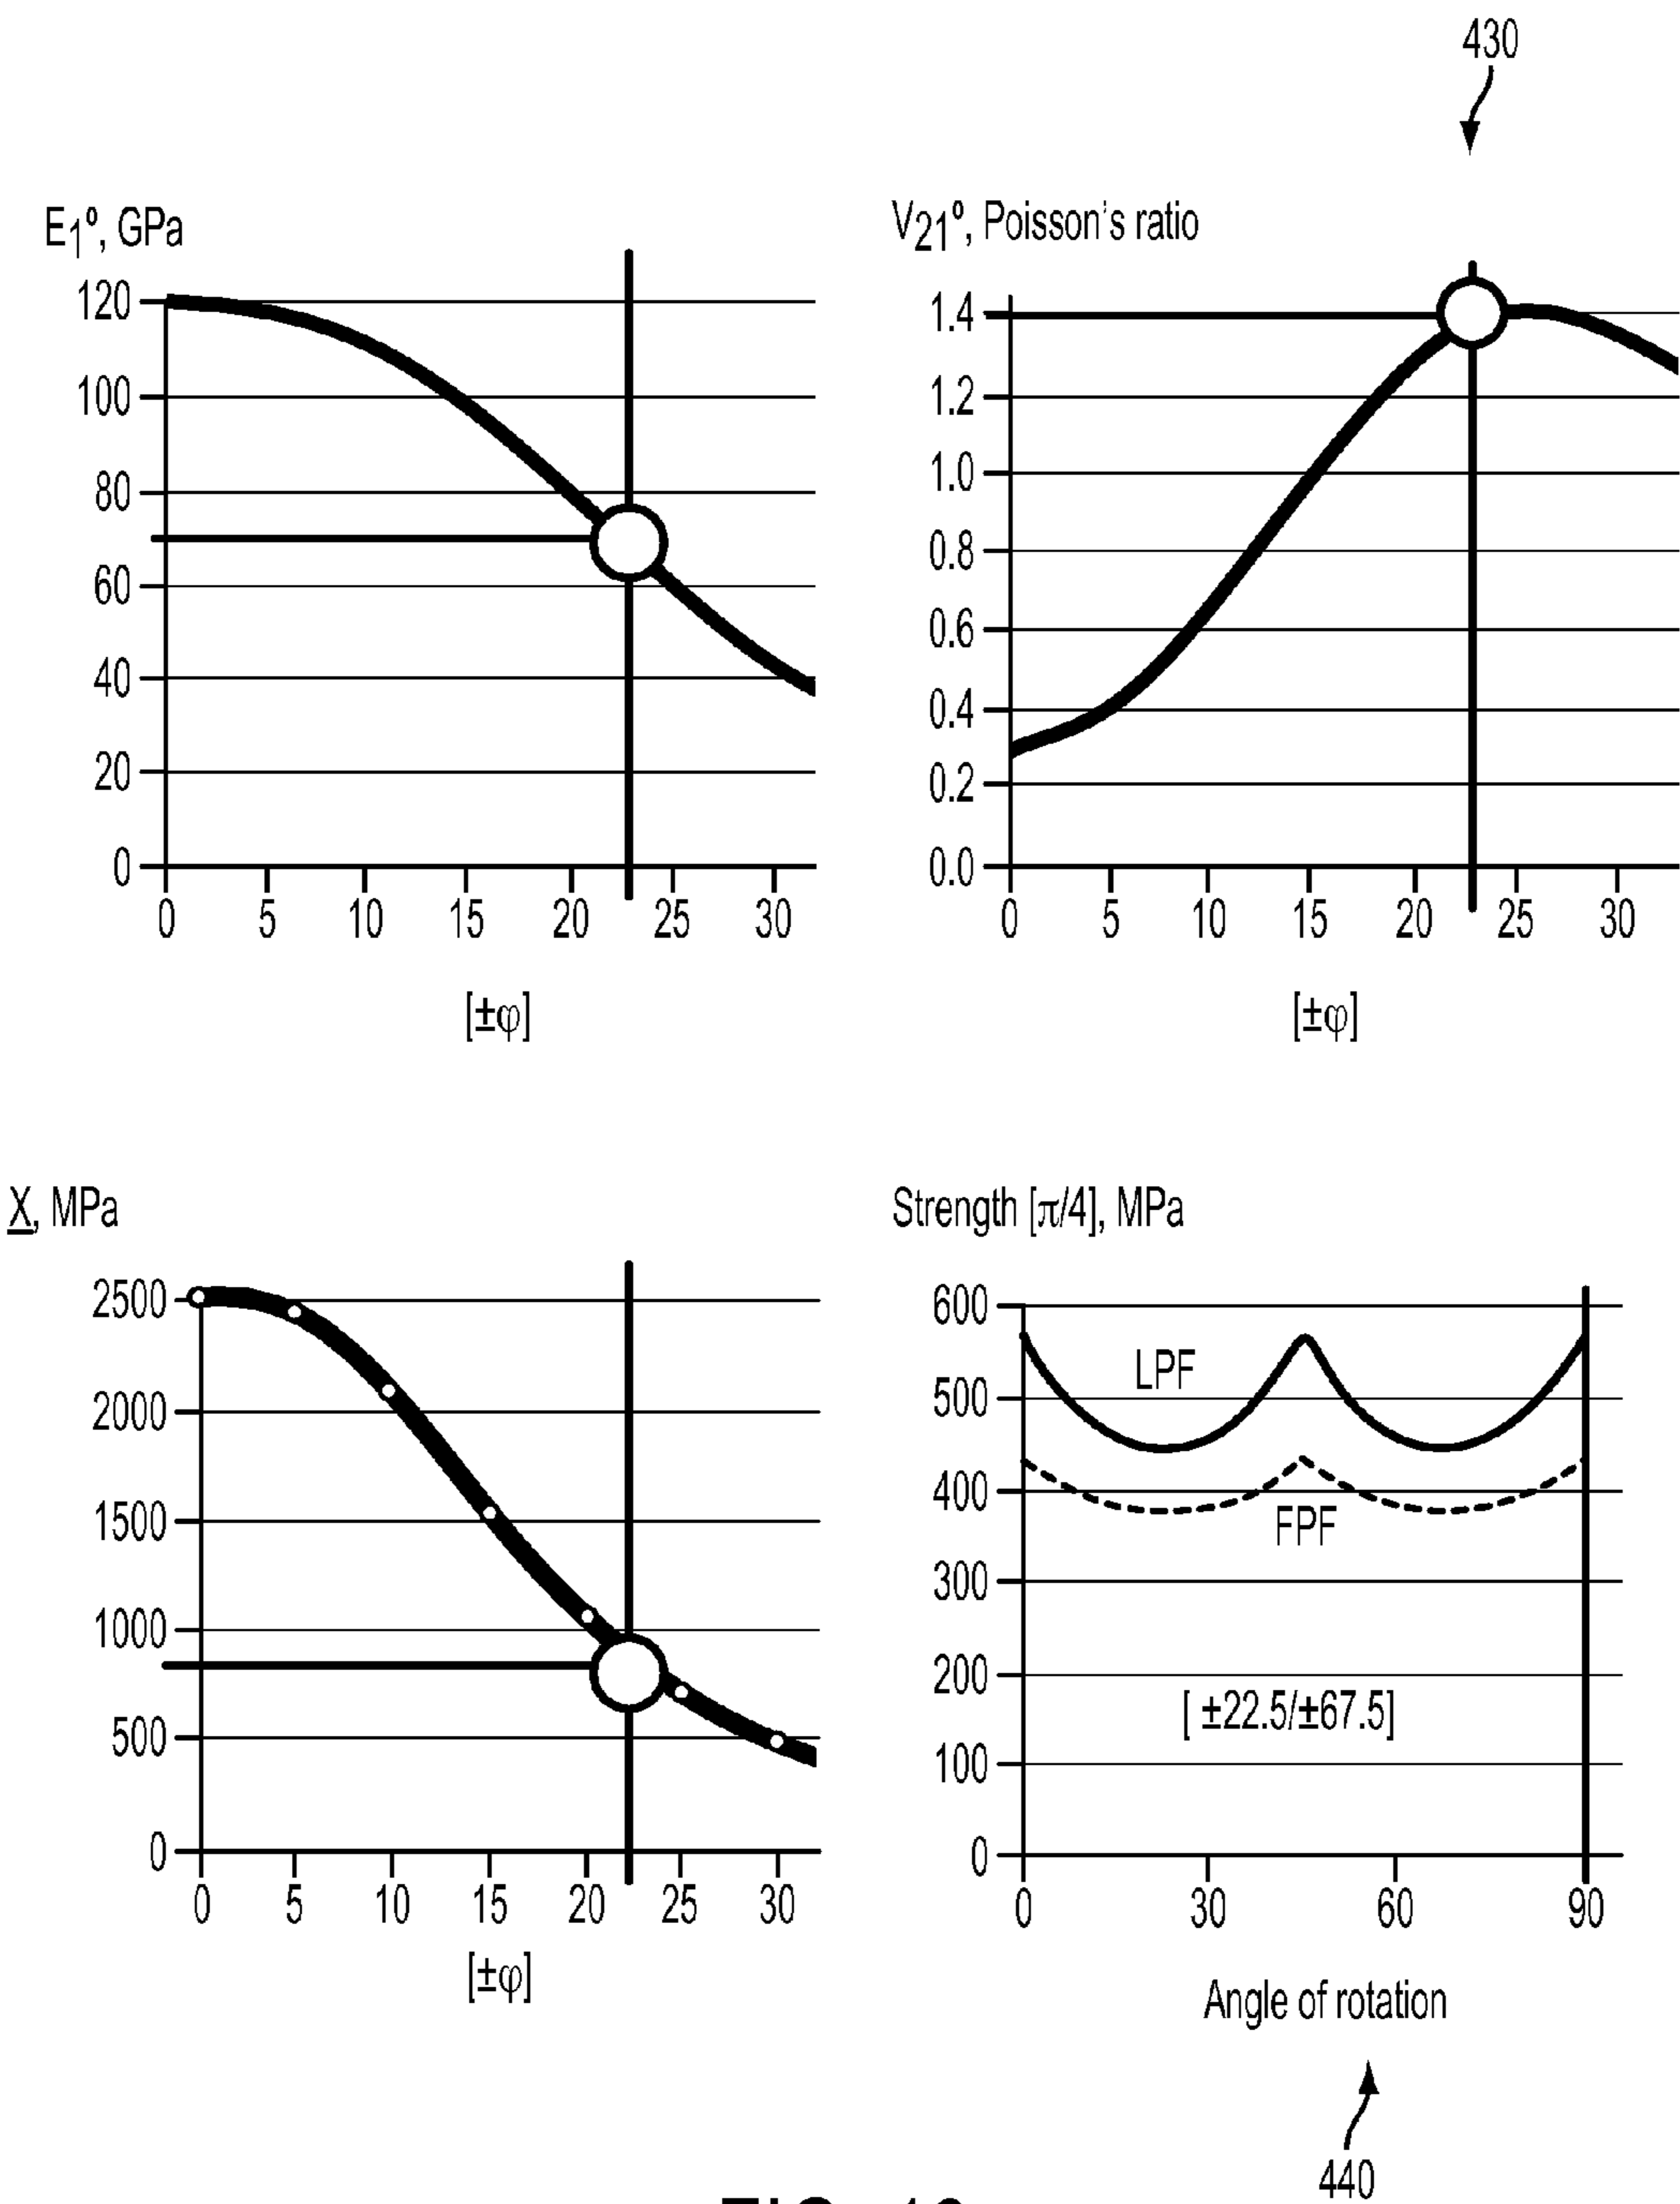 430
E1º, GPa
120
100
80
60
40
20
0
0 5 10 15 20 25 30
[±φ]
V21º, Poisson's ratio
1.4
1.2
1.0
0.8
0.6
0.4
0.2
0.0
0 5 10 15 20 25 30
[±φ]
X, MPa
2500
2000
1500
1000
500
0
0 5 10 15 20 25 30
[±φ]
Strength [π/4], MPa
600
500
400
300
200
100
0
LPF
FPF
[ ±22.5/±67.5]
0 30 60 90
Angle of rotation
440